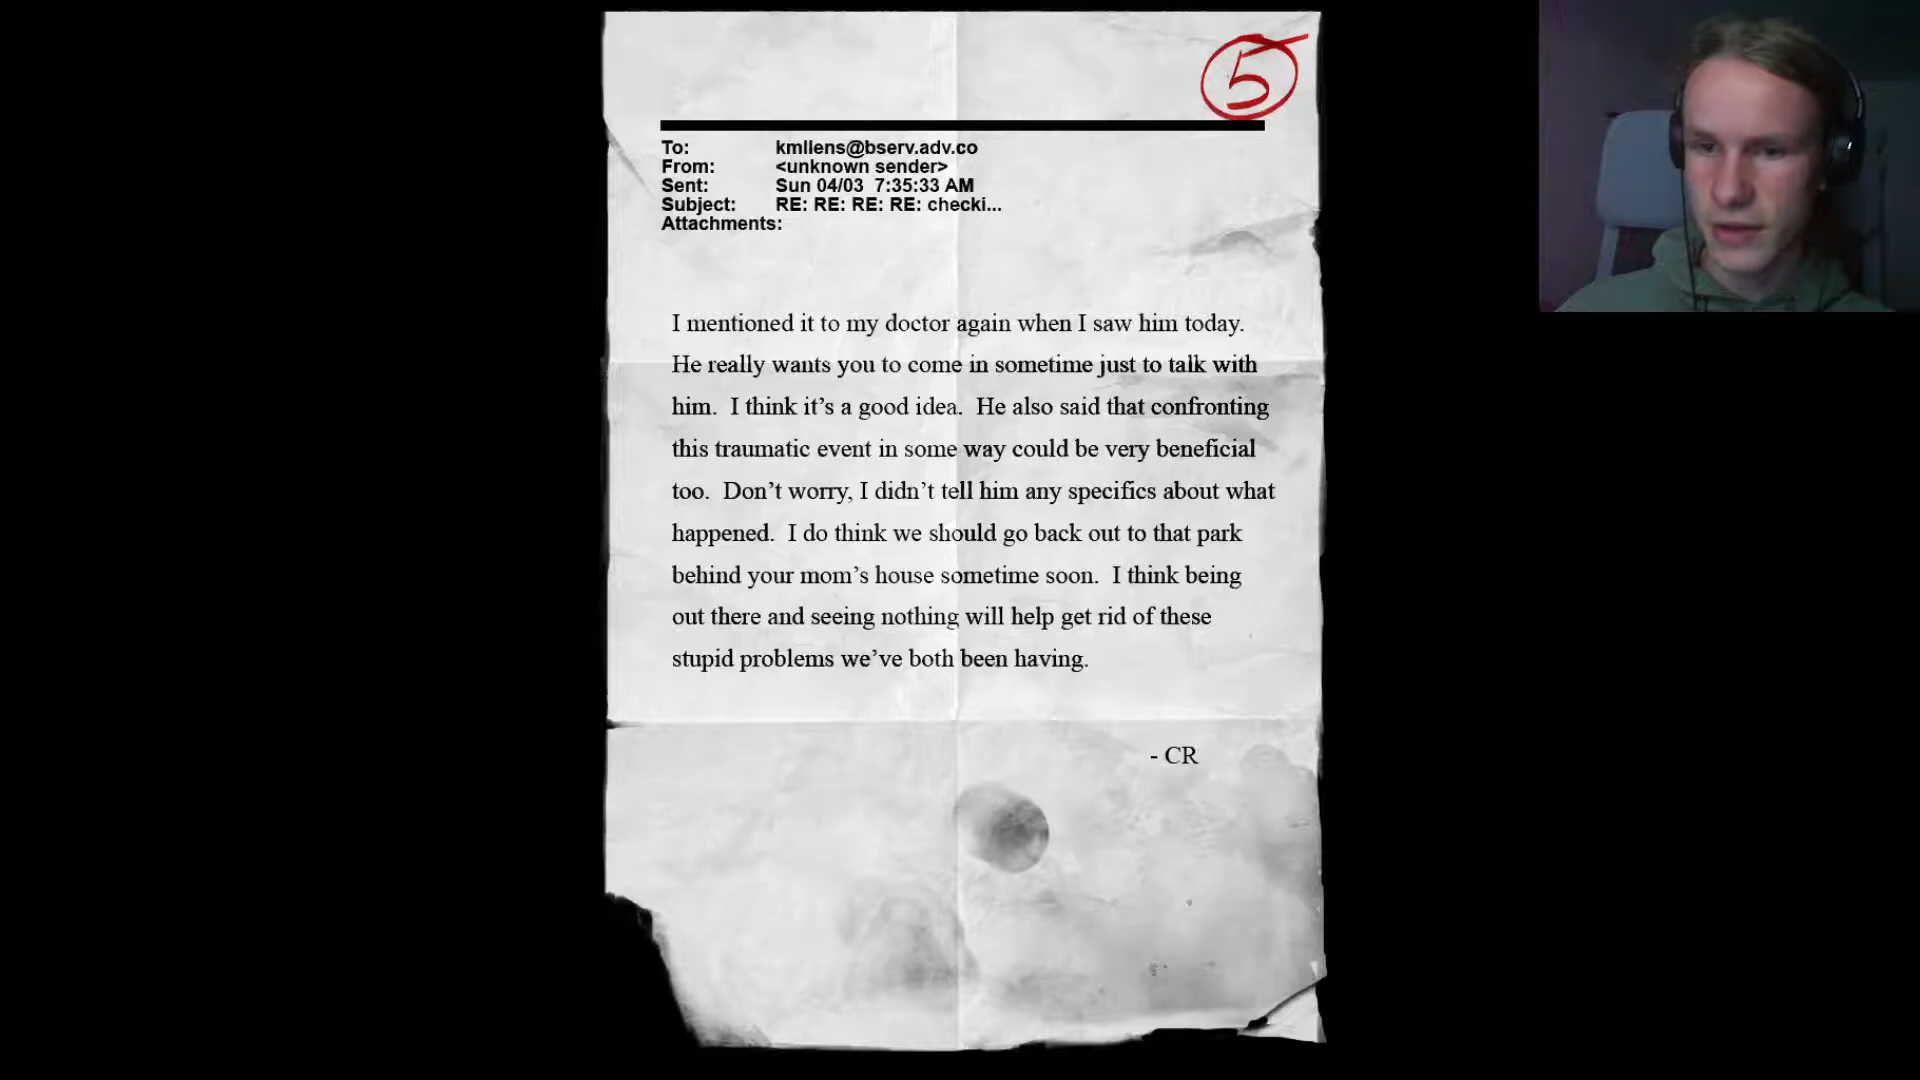 5
To: kmllens@bserv.adv.co
From: <unknown sender>
Sent: Sun 04/03 7:35:33 AM
Subject: RE: RE: RE: RE: checki...
Attachments:
I mentioned it to my doctor again when I saw him today.
He really wants you to come in sometime just to talk with
him. I think it’s a good idea. He also said that confronting
this traumatic event in some way could be very beneficial
too. Don’t worry, I didn’t tell him any specifics about what
happened. I do think we should go back out to that park
behind your mom’s house sometime soon. I think being
out there and seeing nothing will help get rid of these
stupid problems we’ve both been having.
- CR